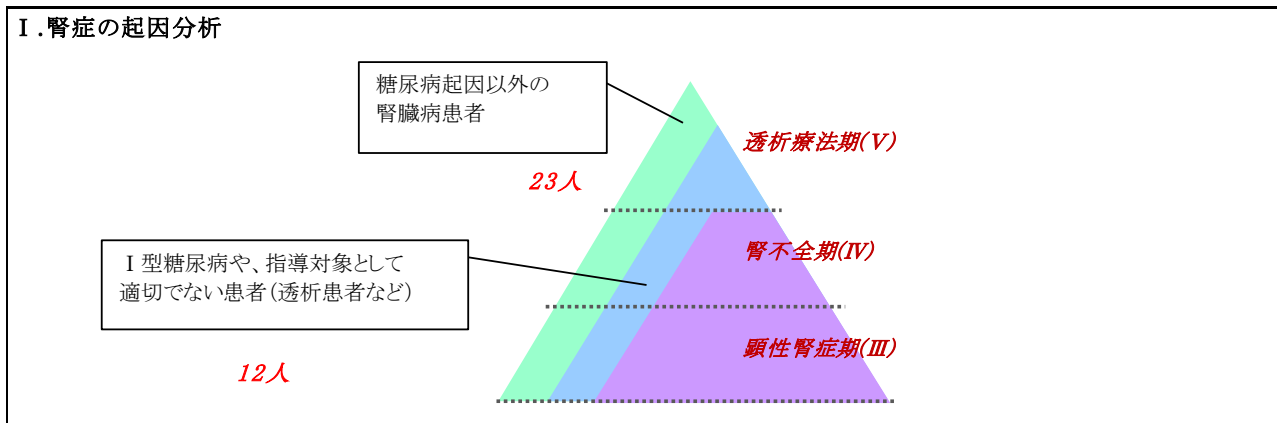 Ⅰ.腎症の起因分析
糖尿病起因以外の
腎臓病患者
透析療法期(Ⅴ)
23人
腎不全期(Ⅳ)
Ⅰ型糖尿病や、指導対象として
適切でない患者(透析患者など)
顕性腎症期(Ⅲ)
12人